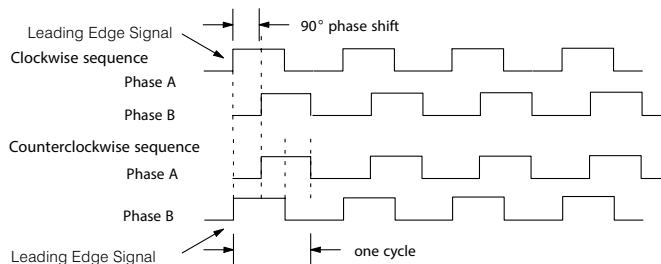 Leading Edge Signal
90° phase shift
Clockwise sequence
Phase A
Phase B
Counterclockwise sequence
Phase A
Phase B
Leading Edge Signal
one cycle